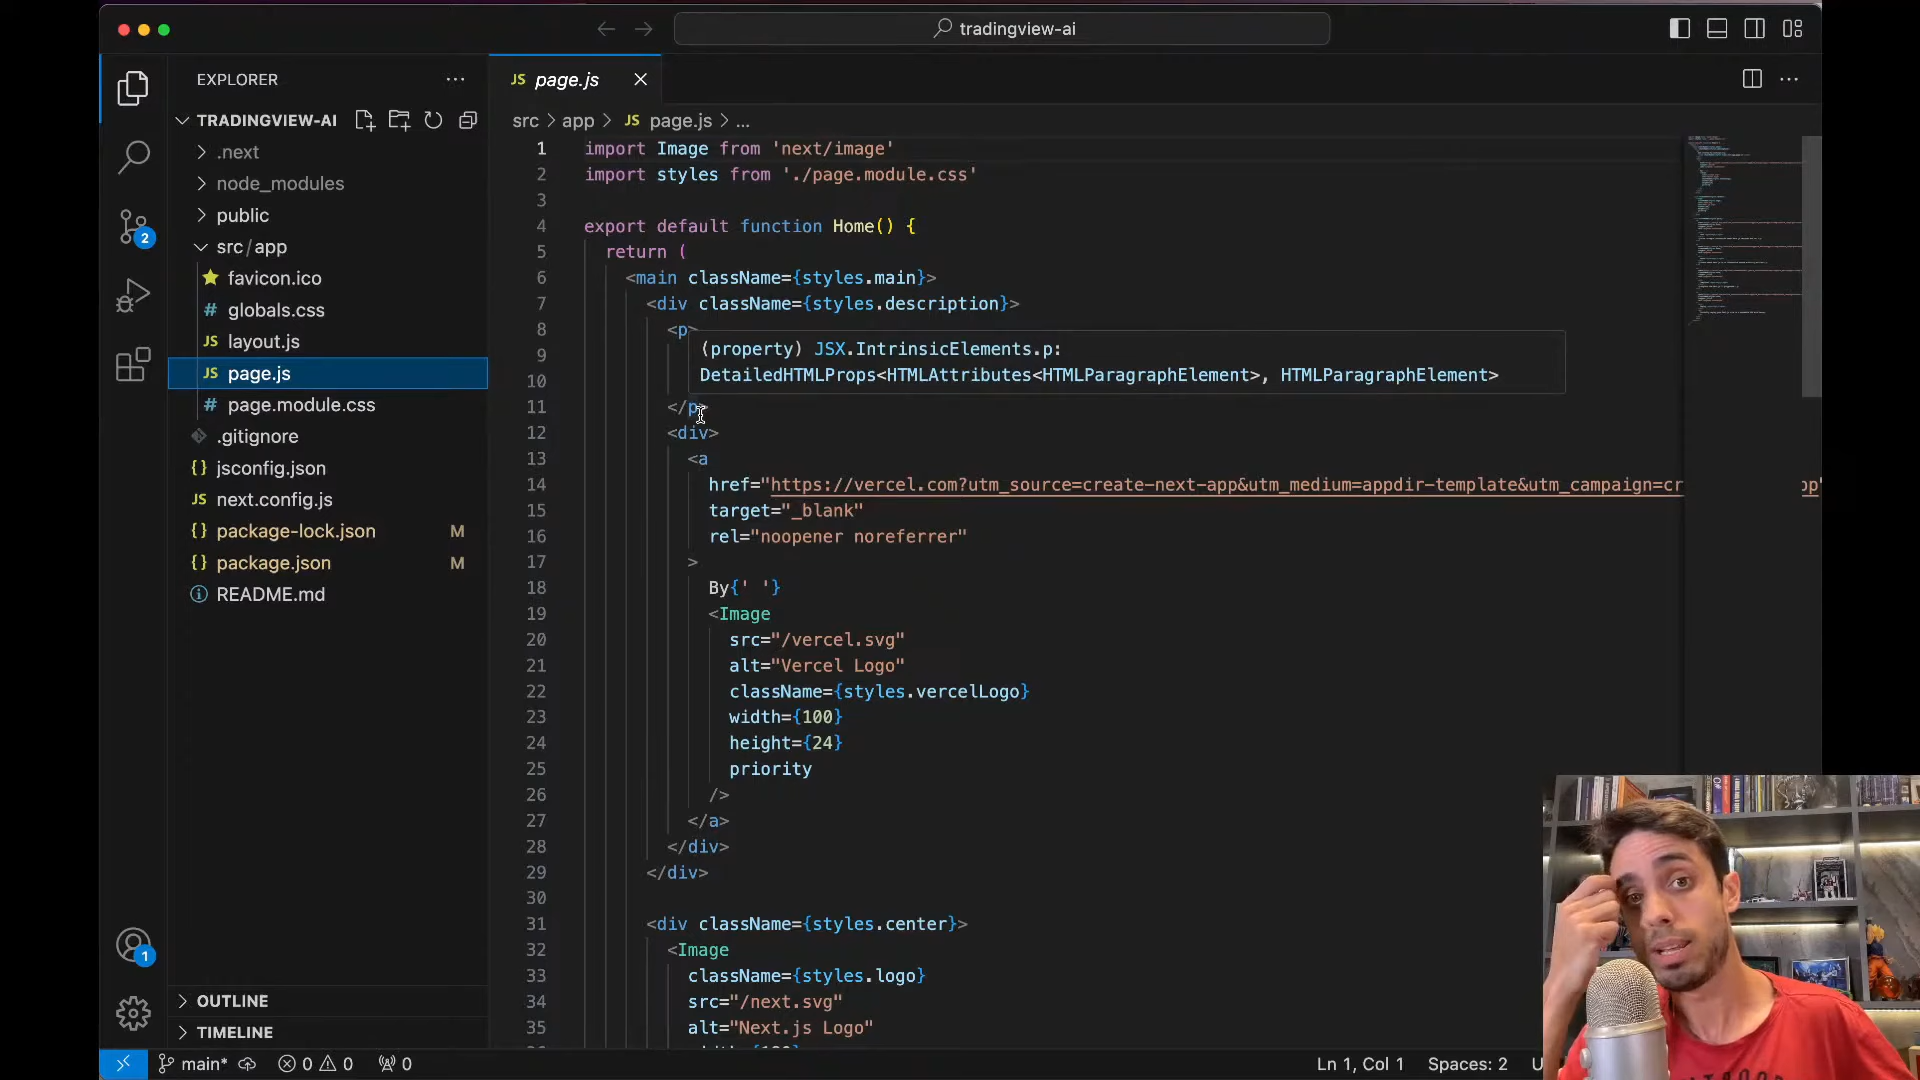 tradingview-ai
EXPLORER
TRADINGVIEW-AI
.next
node_modules
public
src/app
favicon.ico
# globals.css
JS layout.js
JS page.js
# page.module.css
.gitignore
{} jsconfig.json
JS next.config.js
{} package-lock.json M
{} package.json M
README.md
OUTLINE
TIMELINE
2
1
JS page.js
src > app > JS page.js > ...
1 import Image from 'next/image'
2 import styles from './page.module.css'
3
4 export default function Home() {
5 return (
6 <main className={styles.main}>
7 <div className={styles.description}>
8 <p>
(property) JSX.IntrinsicElements.p:
9
DetailedHTMLProps<HTMLAttributes<HTMLParagraphElement>, HTMLParagraphElement>
10
11 </p>
12 <div>
13 <a
14 href="https://vercel.com?utm_source=create-next-app&utm_medium=appdir-template&utm_campaign=cr
15 target="_blank"
16 rel="noopener noreferrer"
17 >
18 By{' '}
19 <Image
20 src="/vercel.svg"
21 alt="Vercel Logo"
22 className={styles.vercelLogo}
23 width={100}
24 height={24}
25 priority
26 />
27 </a>
28 </div>
29 </div>
30
31 <div className={styles.center}>
32 <Image
33 className={styles.logo}
34 src="/next.svg"
35 alt="Next.js Logo"
main* 0 0 0
Ln 1, Col 1 Spaces: 2